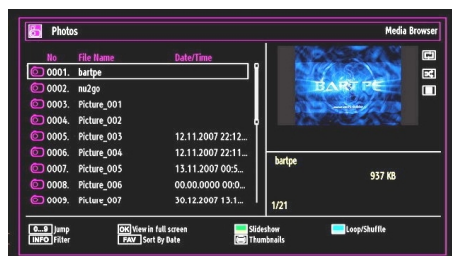 Photos
Media Browser
No File Name Date/Time
0001. bartpe
0002. nu2go
0003. Picture_001
0004. Picture_002
0005. Picture_003 12.11.2007 22:12...
0006. Picture_004 12.11.2007 22:11...
0007. Picture_005 13.11.2007 00:5...
0008. Picture_006 00.00.0000 00:0...
0009. Picture_007 30.12.2007 13.1...
BART PE
bartpe
937 KB
1/21
0...9 Jump
OK View in full screen
Slideshow
Loop/Shuffle
INFO Filter
FAV Sort By Date
Thumbnails